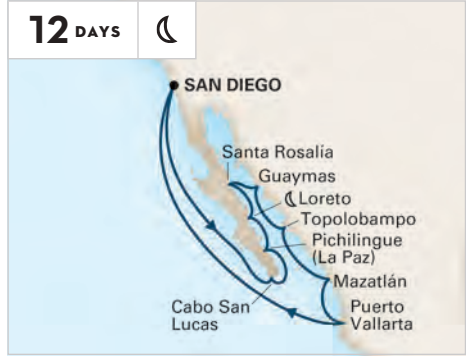 12 DAYS
SAN DIEGO
Santa Rosalía
Guaymas
Loreto
Topolobampo
Pichilingue
(La Paz)
Mazatlán
Cabo San
Lucas
Puerto
Vallarta